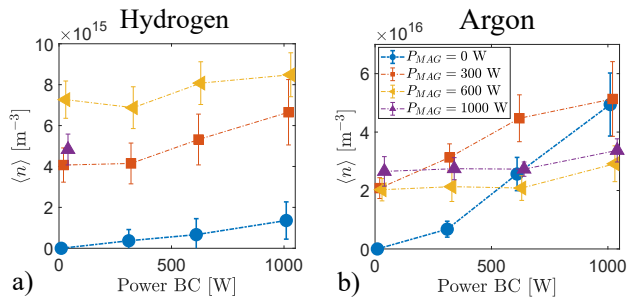 Hydrogen
× 10^15
10
8
6
4
2
0
⟨n⟩ [m^−3]
0
500
1000
Power BC [W]
a)
Argon
× 10^16
6
4
2
0
⟨n⟩ [m^−3]
P_MAG = 0 W
P_MAG = 300 W
P_MAG = 600 W
P_MAG = 1000 W
0
500
1000
Power BC [W]
b)